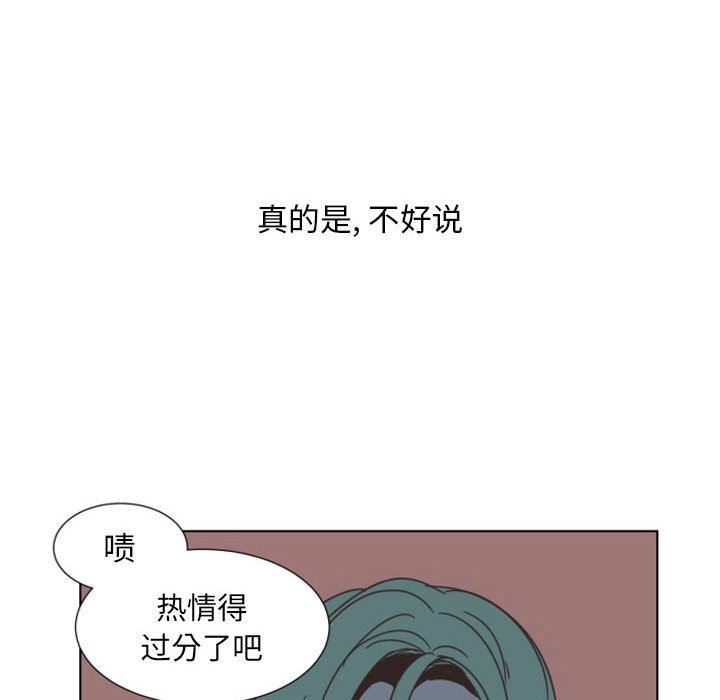 真的是, 不好说
啧
热情得
过分了吧